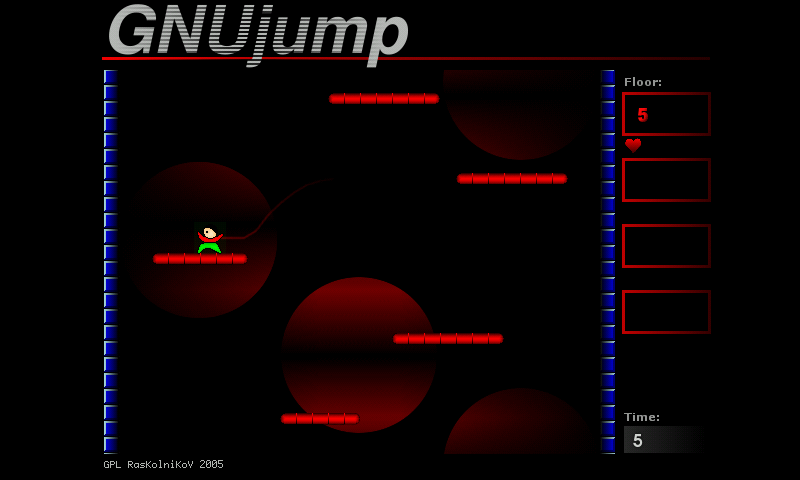 GNUjump
Floor:
5
Time:
5
GPL RasKolniKoV 2005